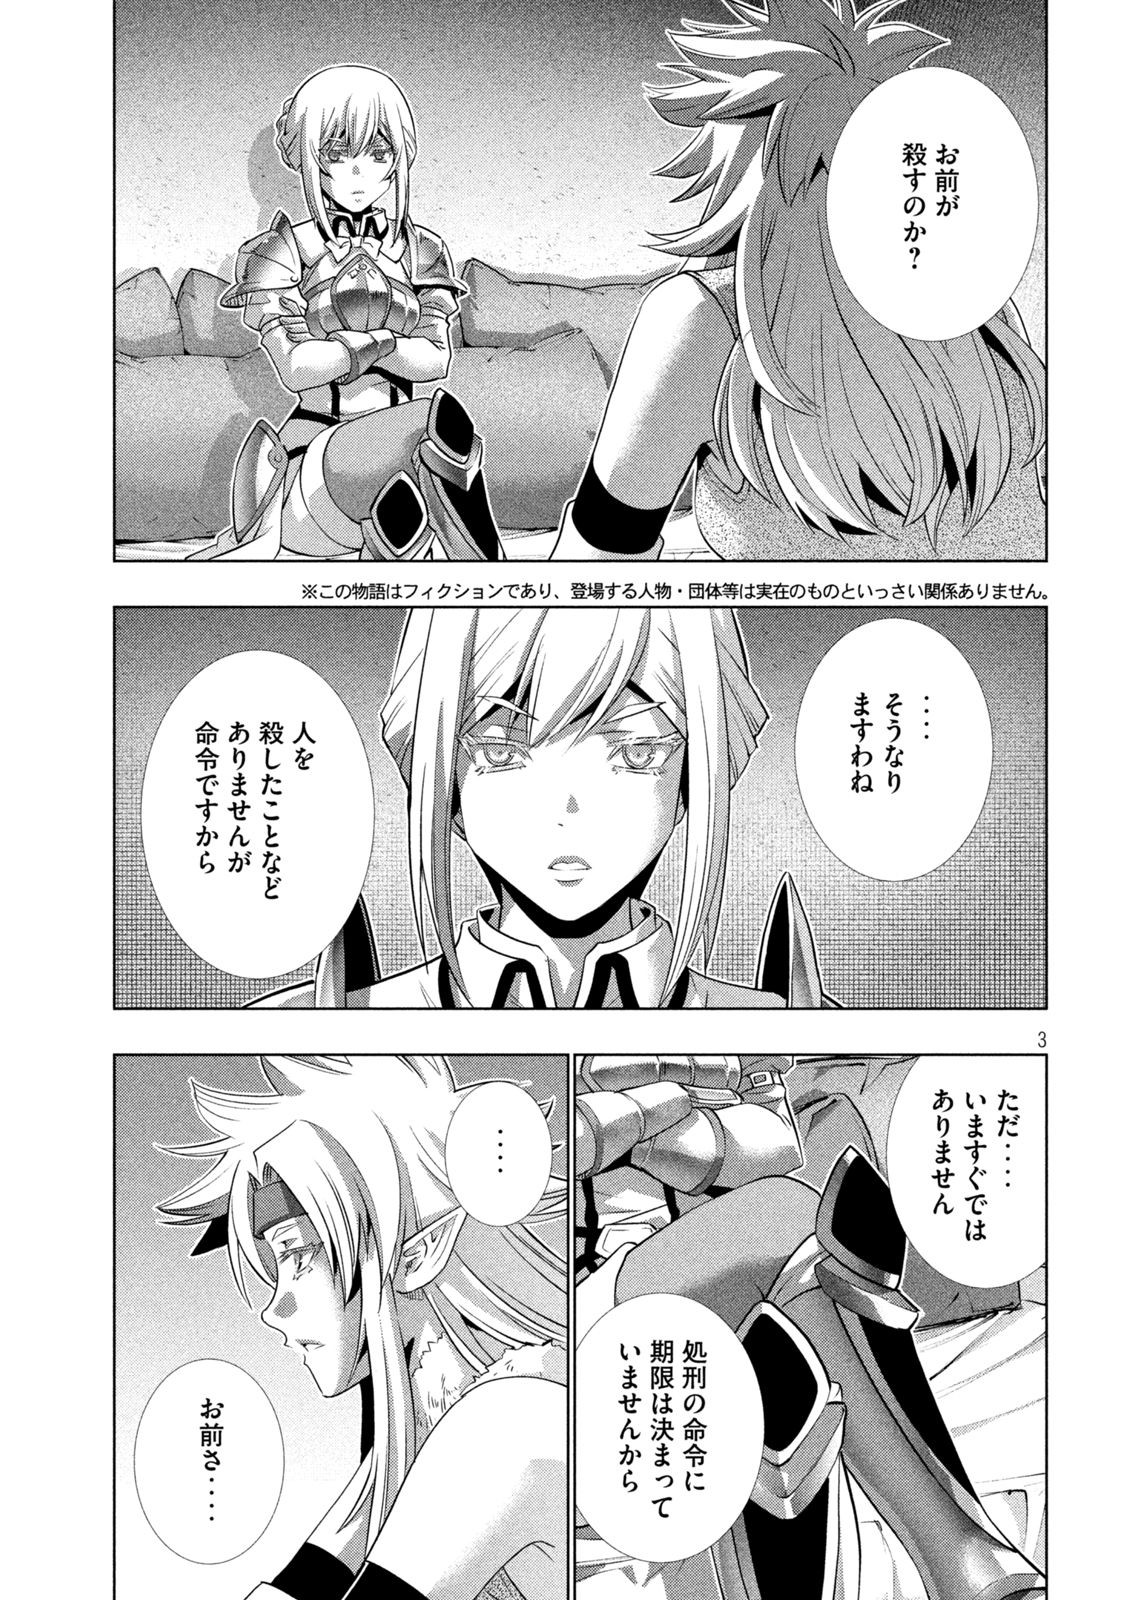 お前が
殺すのか?
※この物語はフィクションであり、登場する人物・団体等は実在のものといっさい関係ありません。
‥‥
そうなり
ますわね
人を
殺したことなど
ありませんが
命令ですから
3
ただ‥‥
いますぐでは
ありません
処刑の命令に
期限は決まって
いませんから
‥‥
お前さ‥‥